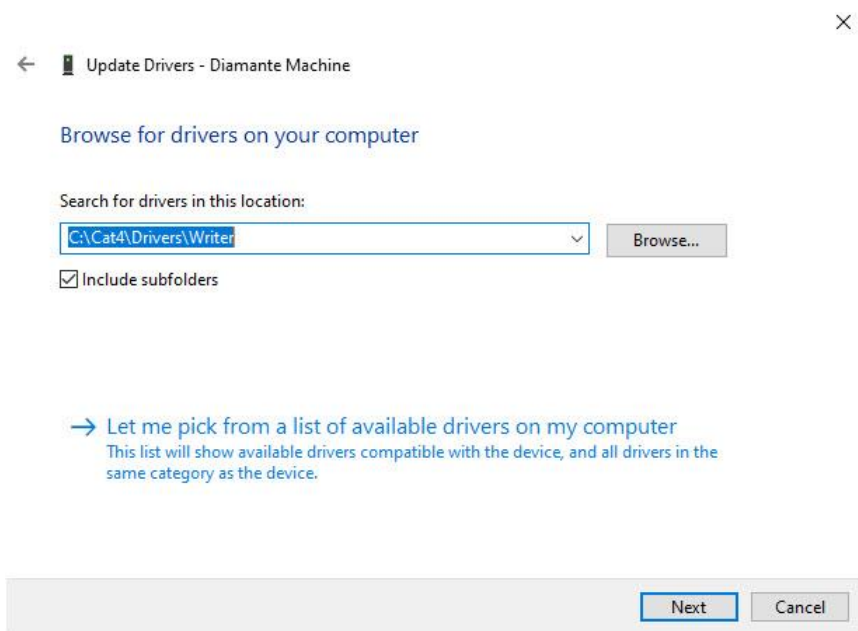 Update Drivers - Diamante Machine
Browse for drivers on your computer
Search for drivers in this location:
C:\Cat4\Drivers\Writer
Browse...
Include subfolders
Let me pick from a list of available drivers on my computer
This list will show available drivers compatible with the device, and all drivers in the
same category as the device.
Next
Cancel